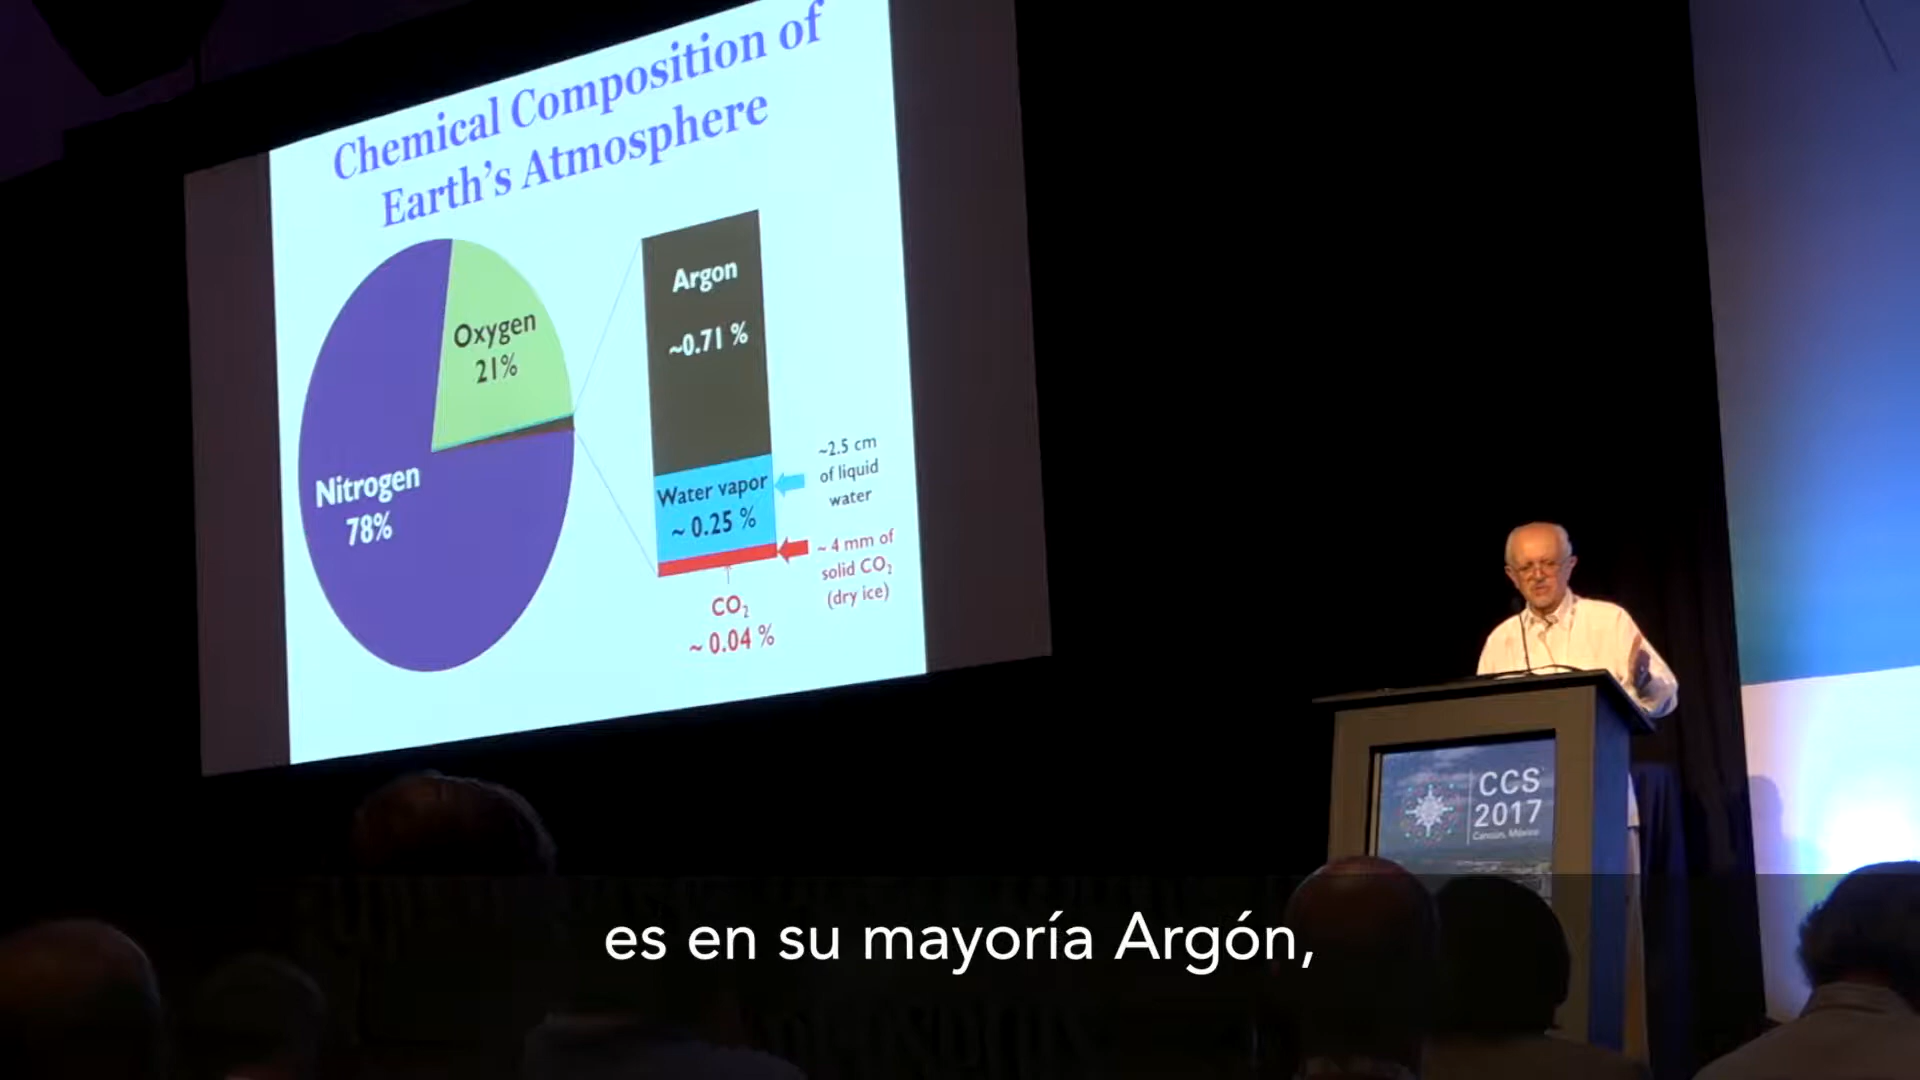 Chemical Composition of
Earth's Atmosphere
Oxygen
21%
Nitrogen
78%
Argon
~0.71 %
Water vapor
~ 0.25 %
~2.5 cm
of liquid
water
~ 4 mm of
solid CO₂
(dry ice)
CO₂
~ 0.04 %
CCS
2017
Cancún, México
es en su mayoría Argón,